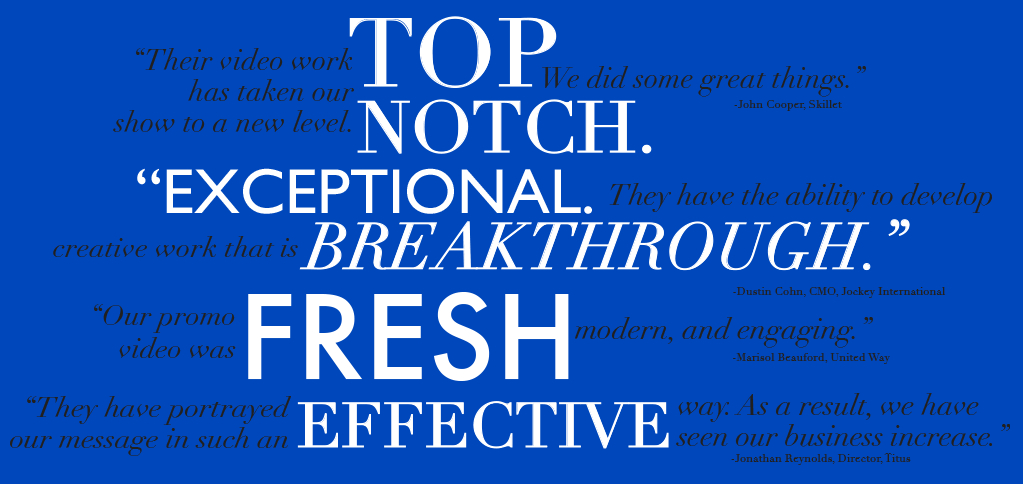 “Their video work
has taken our
show to a new level.
TOP
NOTCH.
We did some great things.”
-John Cooper, Skillet
“EXCEPTIONAL. They have the ability to develop
creative work that is BREAKTHROUGH.”
-Dustin Cohn, CMO, Jockey International
“Our promo
video was
FRESH
modern, and engaging.”
-Marisol Beauford, United Way
“They have portrayed
our message in such an
EFFECTIVE
way. As a result, we have
seen our business increase.”
-Jonathan Reynolds, Director, Titus